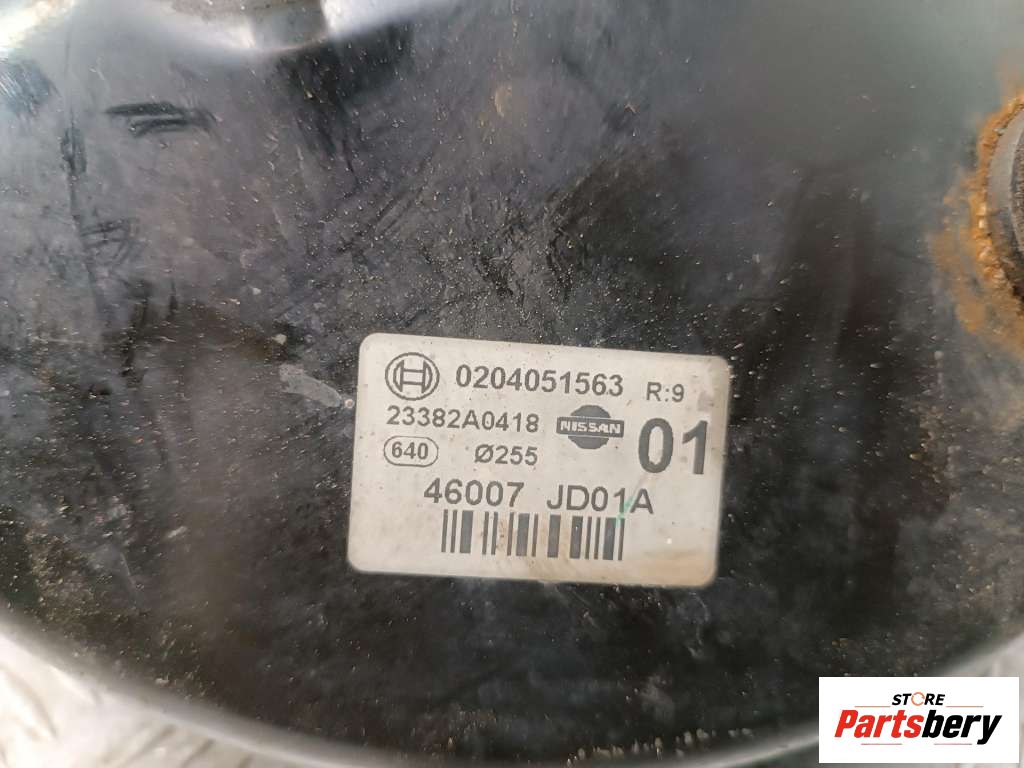 0204051563 R:9
23382A0418 NISSAN 01
640 Ø255
46007 JD01A
STORE
Partsbery